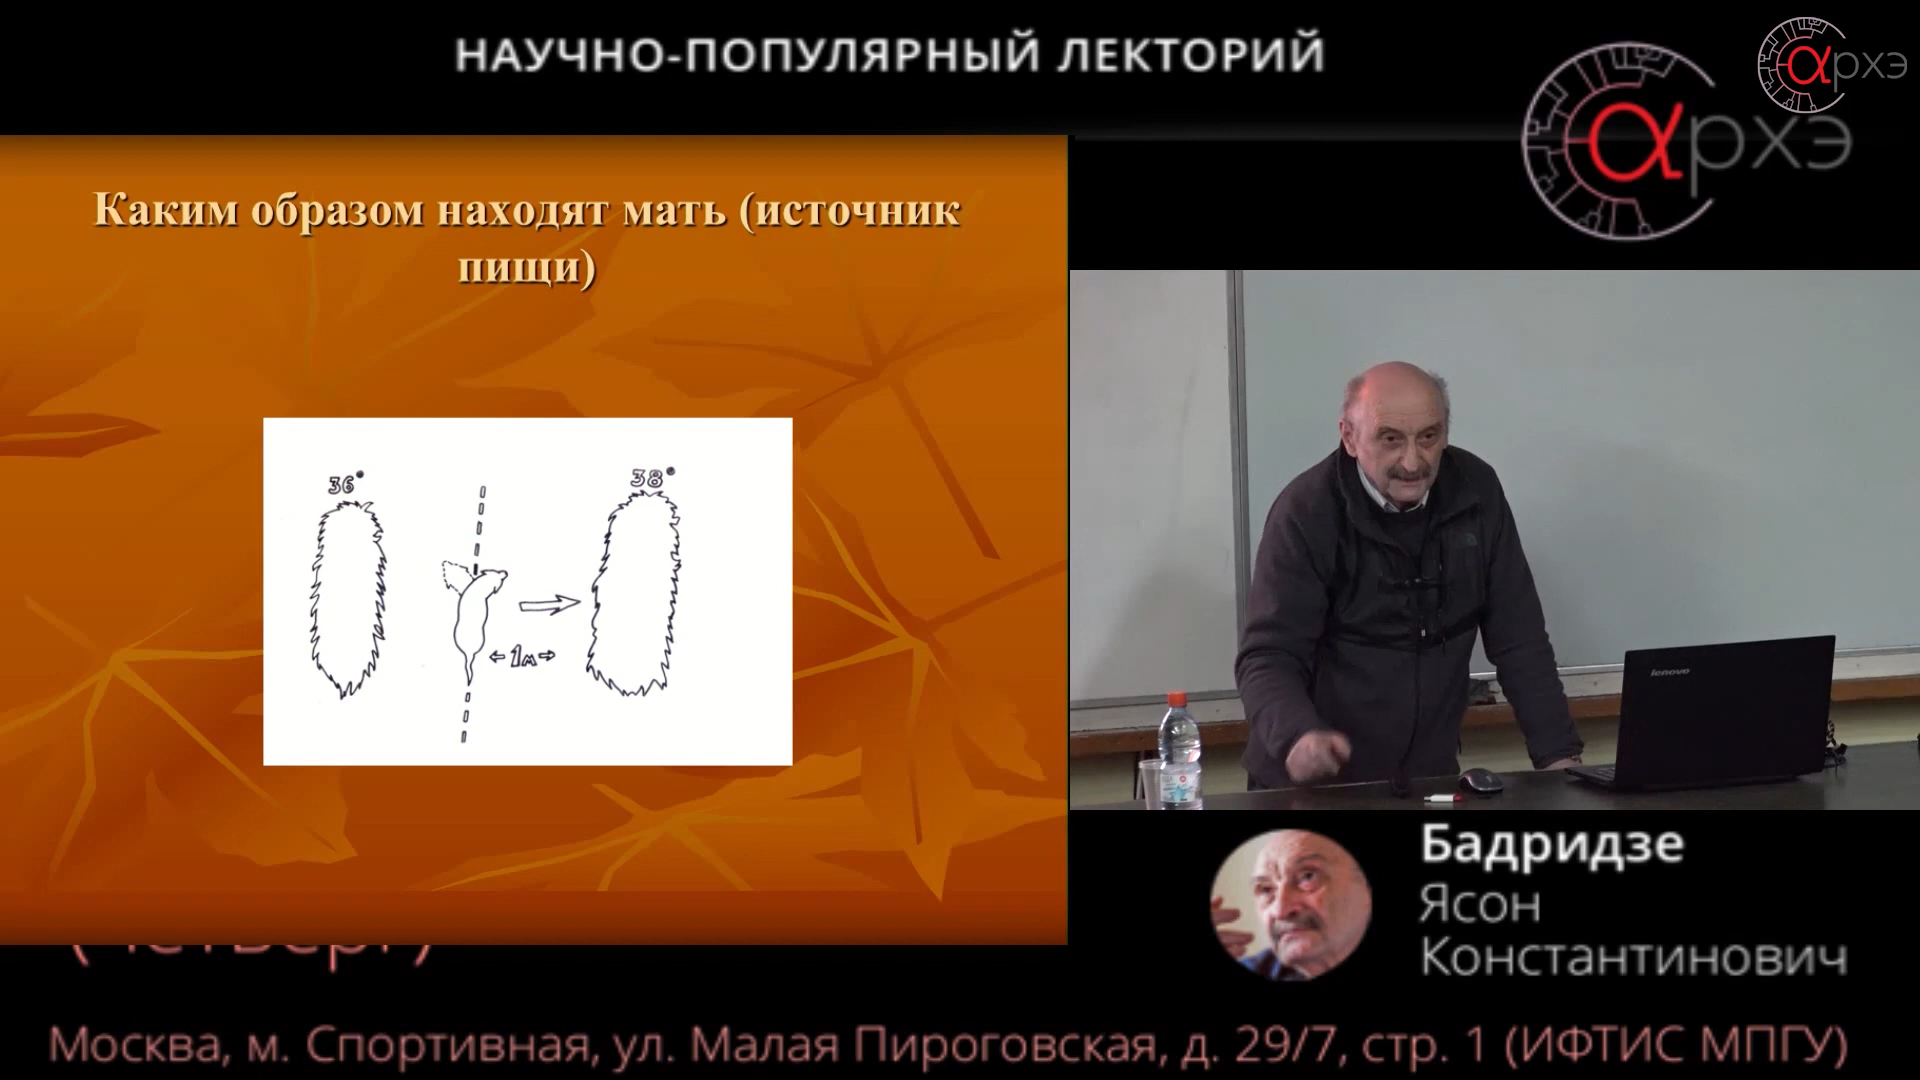 НАУЧНО-ПОПУЛЯРНЫЙ ЛЕКТОРИЙ
αрхэ
αрхэ
Каким образом находят мать (источник
пищи)
36°
38°
1м
lenovo
Бадридзе
Ясон
Константинович
Москва, м. Спортивная, ул. Малая Пироговская, д. 29/7, стр. 1 (ИФТИС МПГУ)